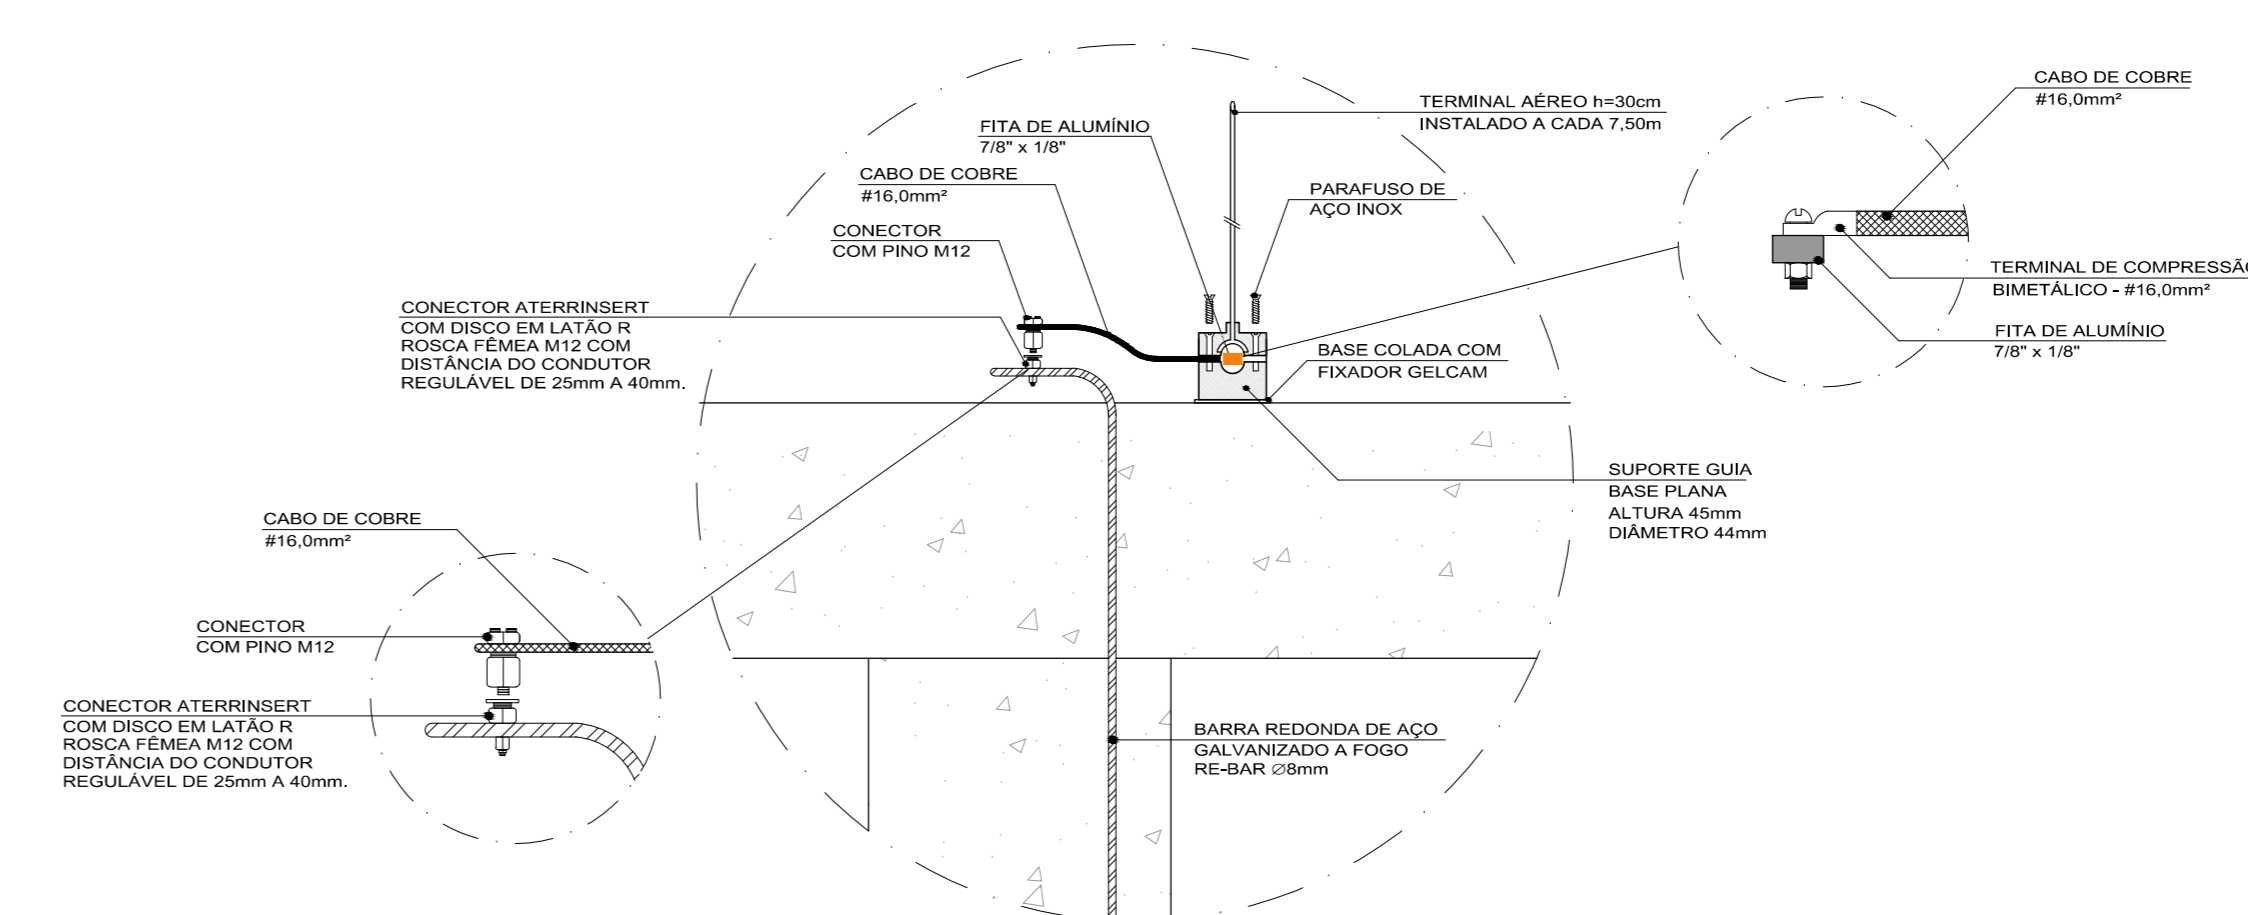 CABO DE COBRE
#16,0mm²
TERMINAL AÉREO h=30cm
INSTALADO A CADA 7,50m
FITA DE ALUMÍNIO
7/8" x 1/8"
CABO DE COBRE
#16,0mm²
PARAFUSO DE
AÇO INOX
CONECTOR
COM PINO M12
TERMINAL DE COMPRESSÃO
BIMETÁLICO - #16,0mm²
CONECTOR ATERRINSERT
COM DISCO EM LATÃO R
ROSCA FÊMEA M12 COM
DISTÂNCIA DO CONDUTOR
REGULÁVEL DE 25mm A 40mm.
FITA DE ALUMÍNIO
7/8" x 1/8"
BASE COLADA COM
FIXADOR GELCAM
SUPORTE GUIA
BASE PLANA
ALTURA 45mm
DIÂMETRO 44mm
CABO DE COBRE
#16,0mm²
CONECTOR
COM PINO M12
CONECTOR ATERRINSERT
COM DISCO EM LATÃO R
ROSCA FÊMEA M12 COM
DISTÂNCIA DO CONDUTOR
REGULÁVEL DE 25mm A 40mm.
BARRA REDONDA DE AÇO
GALVANIZADO A FOGO
RE-BAR Ø8mm